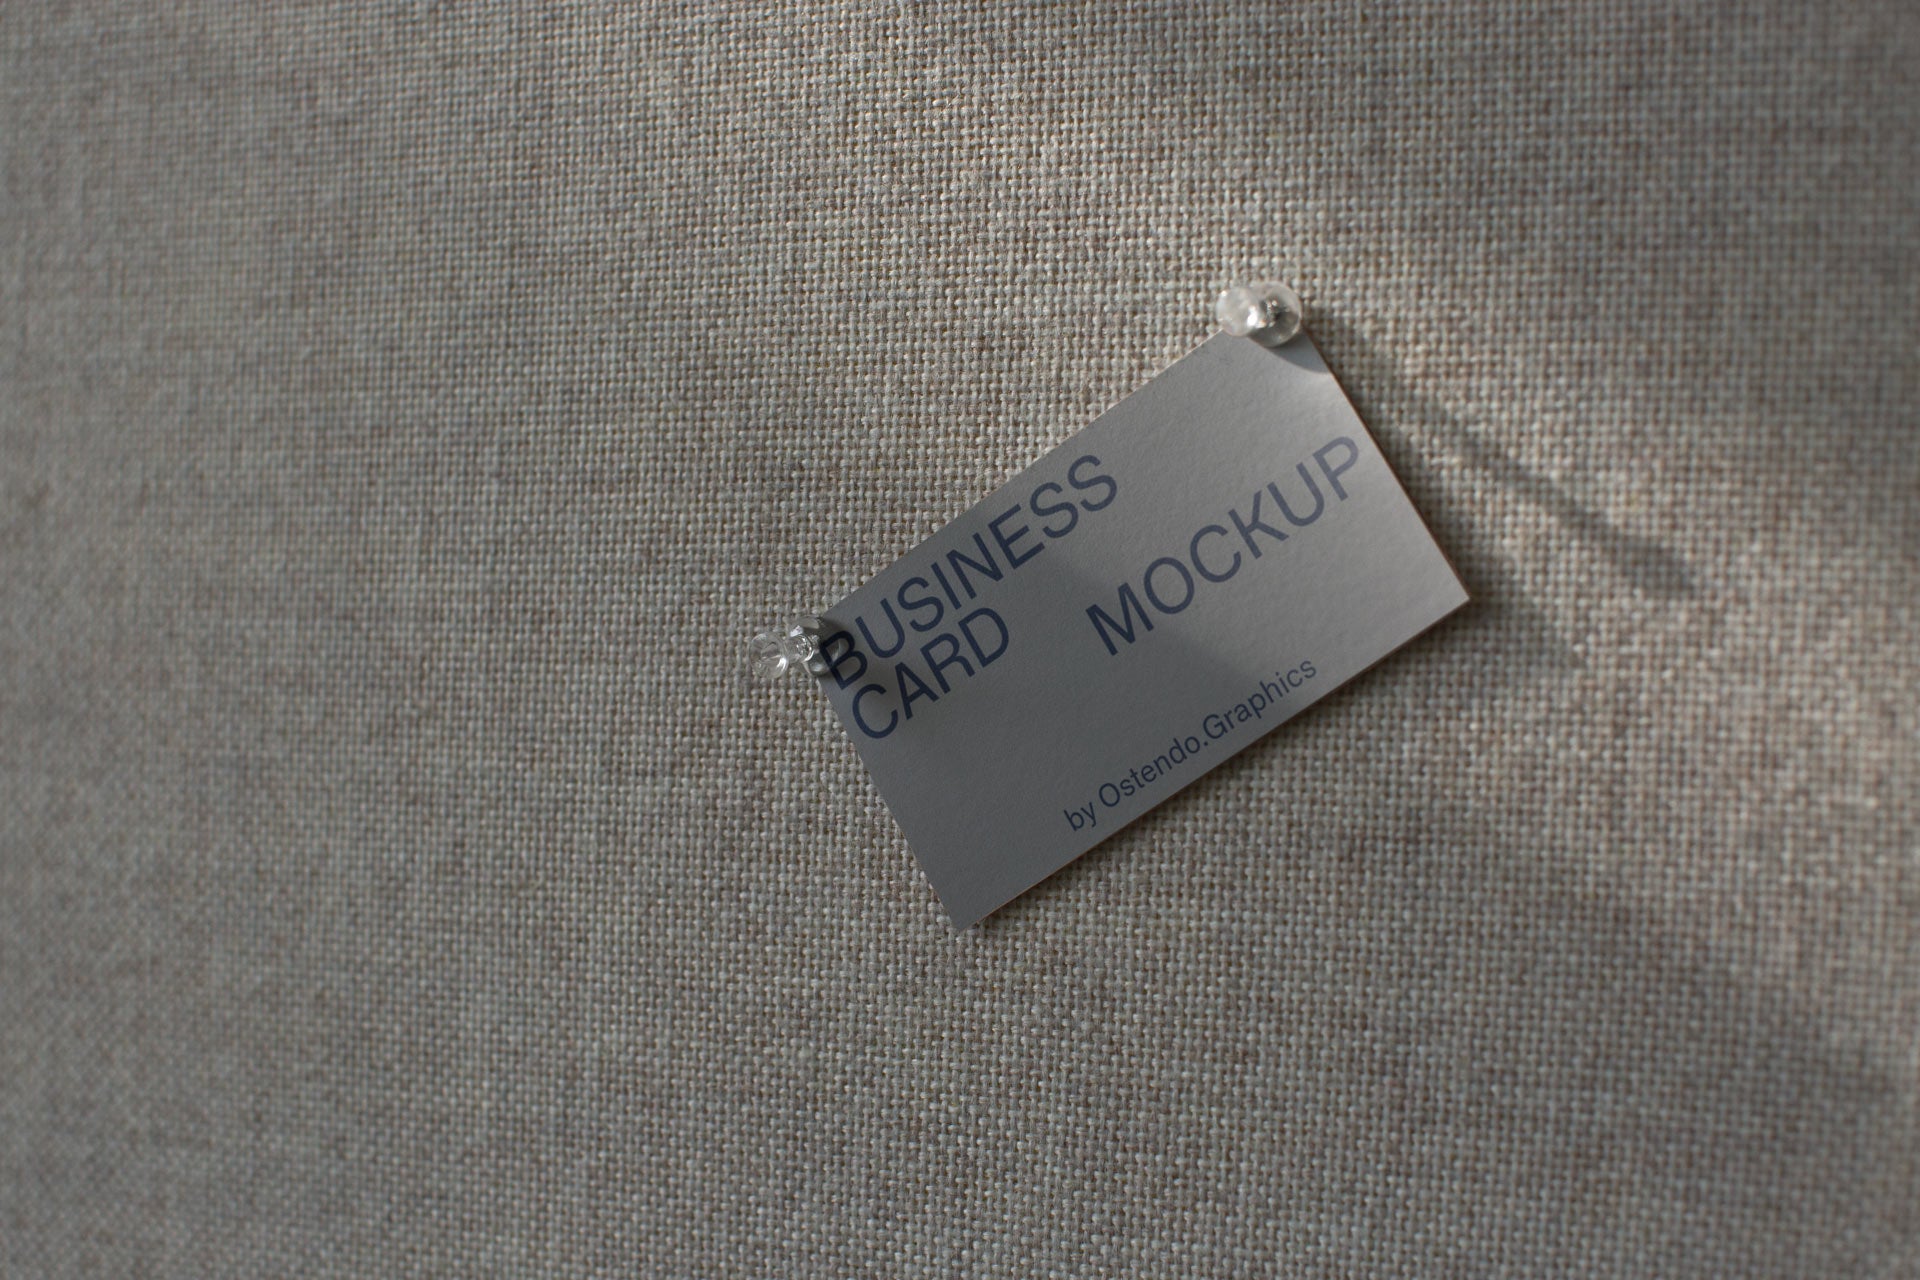 BUSINESS
CARD MOCKUP
by Ostendo.Graphics